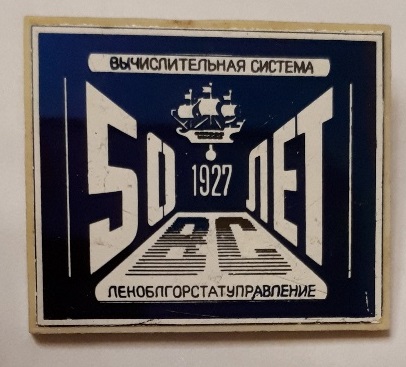 ВЫЧИСЛИТЕЛЬНАЯ СИСТЕМА
50 ЛЕТ
1927
ВС
ЛЕНОБЛГОРСТАТУПРАВЛЕНИЕ